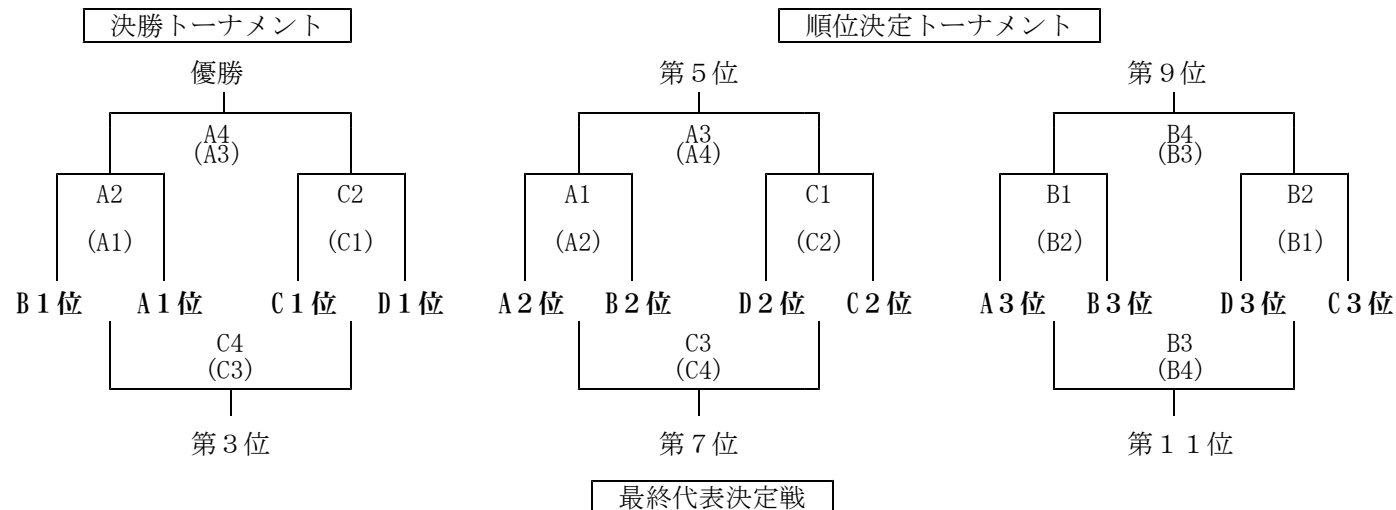 決勝トーナメント 順位決定トーナメント
優勝 第５位 第９位
A4 A3 B4
(A3) (A4) (B3)
A2 C2 A1 C1 B1 B2
(A1) (C1) (A2) (C2) (B2) (B1)
B１位 A１位 C１位 D１位 A２位 B２位 D２位 C２位 A３位 B３位 D３位 C３位
C4 C3 B3
(C3) (C4) (B4)
第３位 第７位 第１１位
最終代表決定戦